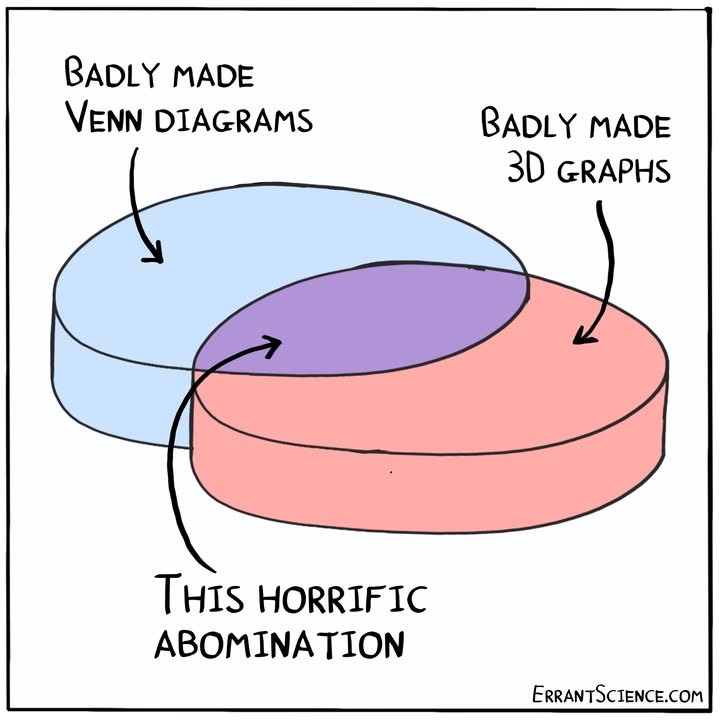 BADLY MADE
VENN DIAGRAMS
BADLY MADE
3D GRAPHS
THIS HORRIFIC
ABOMINATION
ERRANTSCIENCE.COM